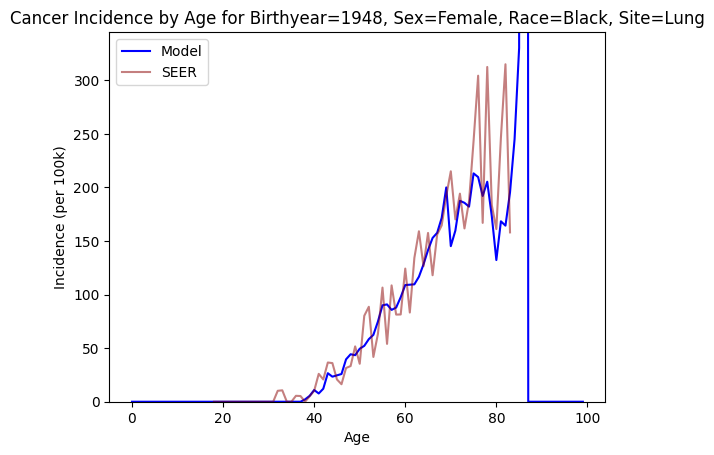 Cancer Incidence by Age for Birthyear=1948, Sex=Female, Race=Black, Site=Lung
Model
SEER
Incidence (per 100k)
300
250
200
150
100
50
0
0 20 40 60 80 100
Age